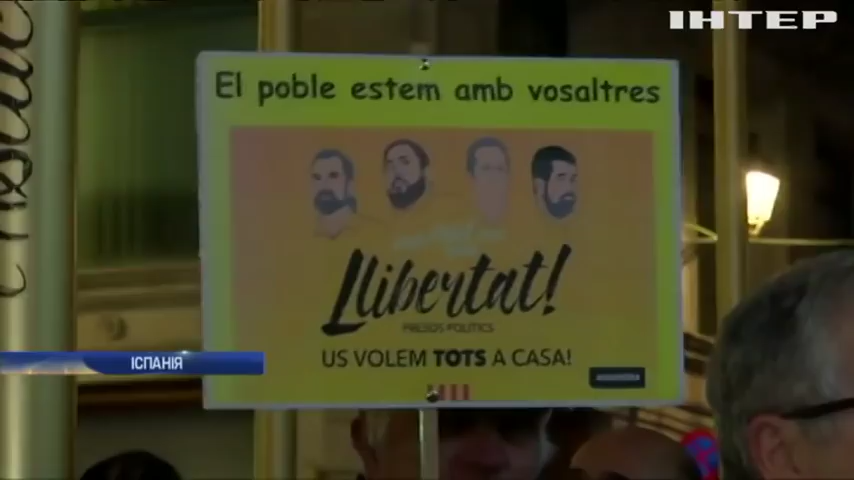 ІНТЕР
El poble estem amb vosaltres
Llibertat!
PRESOS POLÍTICS
US VOLEM TOTS A CASA!
ІСПАНІЯ